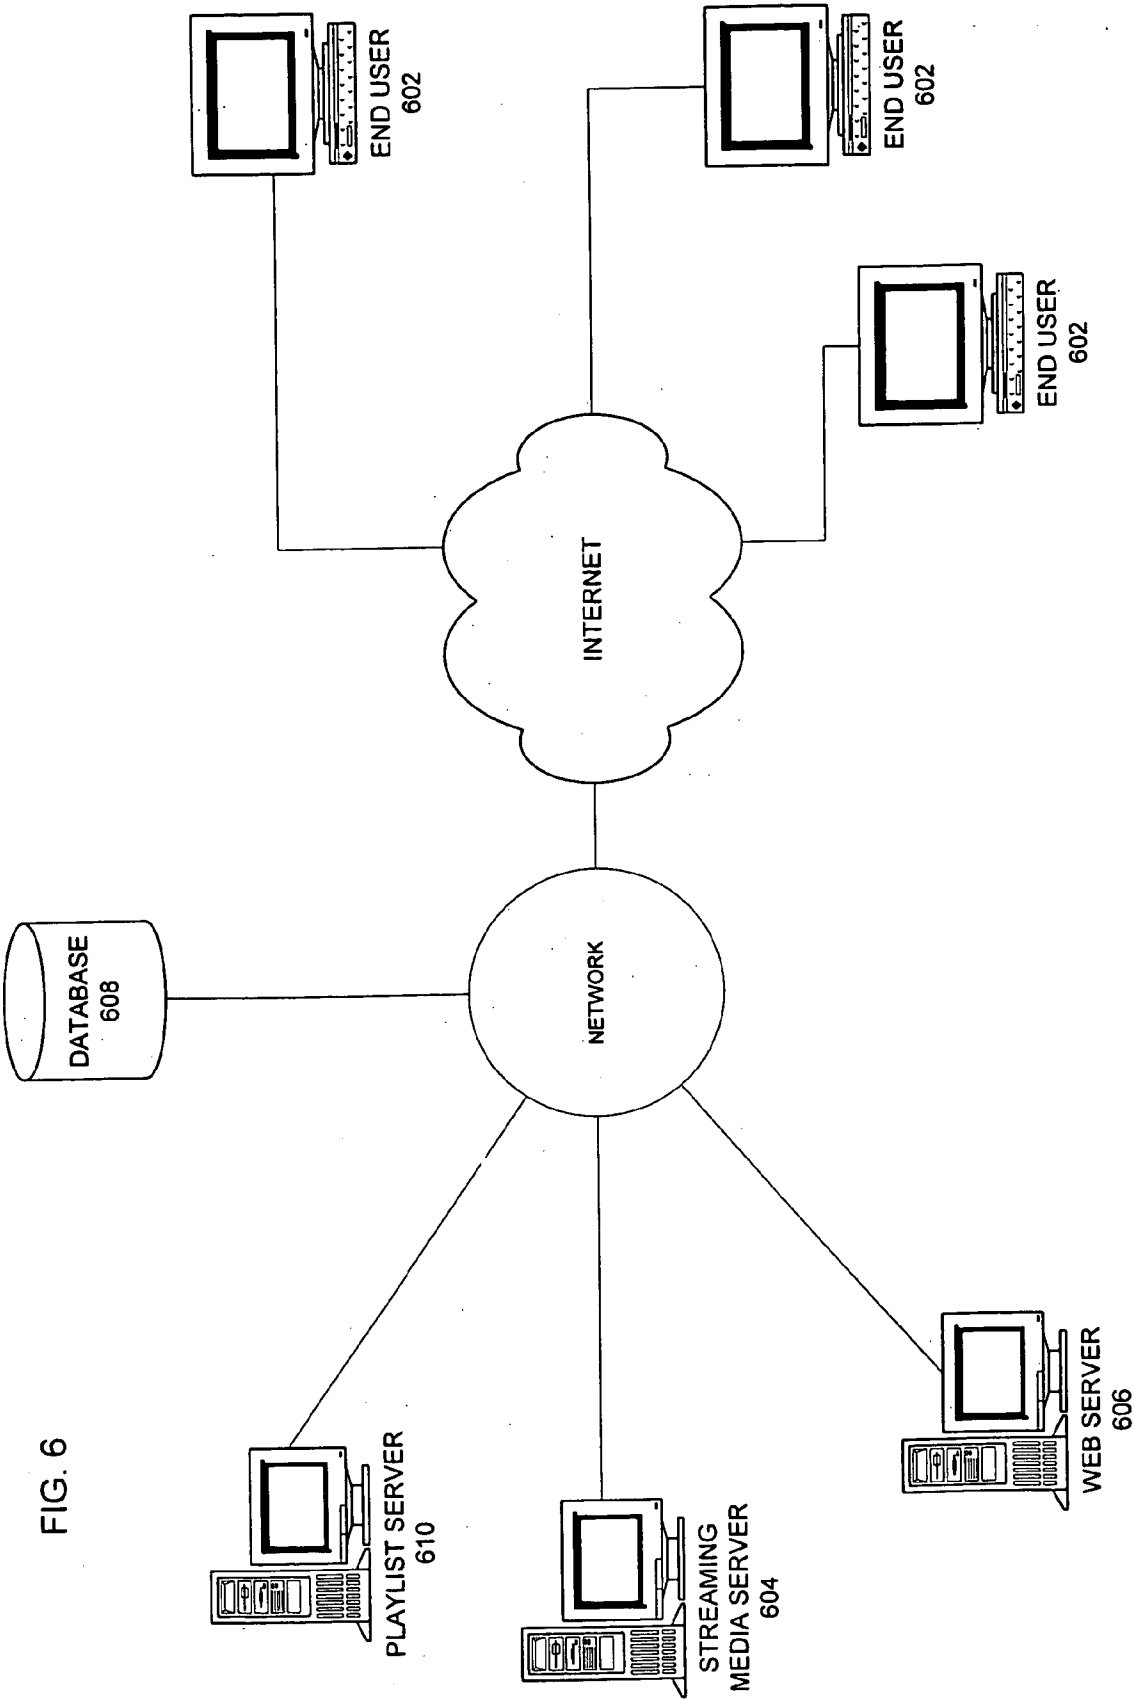 FIG. 6
DATABASE
608
END USER
602
PLAYLIST SERVER
610
NETWORK
INTERNET
STREAMING
MEDIA SERVER
604
END USER
602
WEB SERVER
606
END USER
602